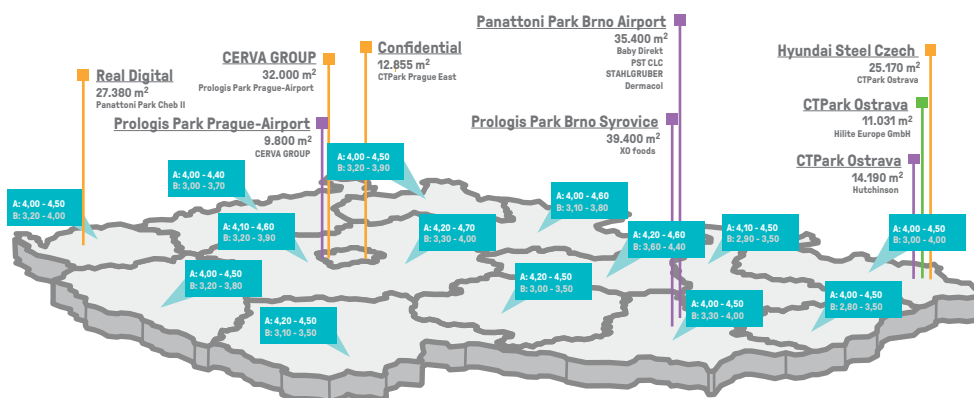 Real Digital
27.380 m²
Panattoni Park Cheb II
CERVA GROUP
32.000 m²
Prologis Park Prague-Airport
Prologis Park Prague-Airport
9.800 m²
CERVA GROUP
Confidential
12.855 m²
CTPark Prague East
Panattoni Park Brno Airport
35.400 m²
Baby Direkt
PST CLC
STAHLGRUBER
Dermacol
Prologis Park Brno Syrovice
39.400 m²
XO foods
Hyundai Steel Czech
25.170 m²
CTPark Ostrava
CTPark Ostrava
11.031 m²
Hilite Europe GmbH
CTPark Ostrava
14.190 m²
Hutchinson
A: 4,00 - 4,50
B: 3,20 - 4,00
A: 4,00 - 4,40
B: 3,00 - 3,70
A: 4,00 - 4,50
B: 3,20 - 3,90
A: 4,10 - 4,60
B: 3,20 - 3,90
A: 4,00 - 4,50
B: 3,20 - 3,80
A: 4,20 - 4,50
B: 3,10 - 3,50
A: 4,20 - 4,70
B: 3,30 - 4,00
A: 4,00 - 4,60
B: 3,10 - 3,80
A: 4,20 - 4,50
B: 3,00 - 3,50
A: 4,20 - 4,60
B: 3,60 - 4,40
A: 4,10 - 4,50
B: 2,90 - 3,50
A: 4,00 - 4,50
B: 3,30 - 4,00
A: 4,00 - 4,50
B: 2,80 - 3,50
A: 4,00 - 4,50
B: 3,00 - 4,00